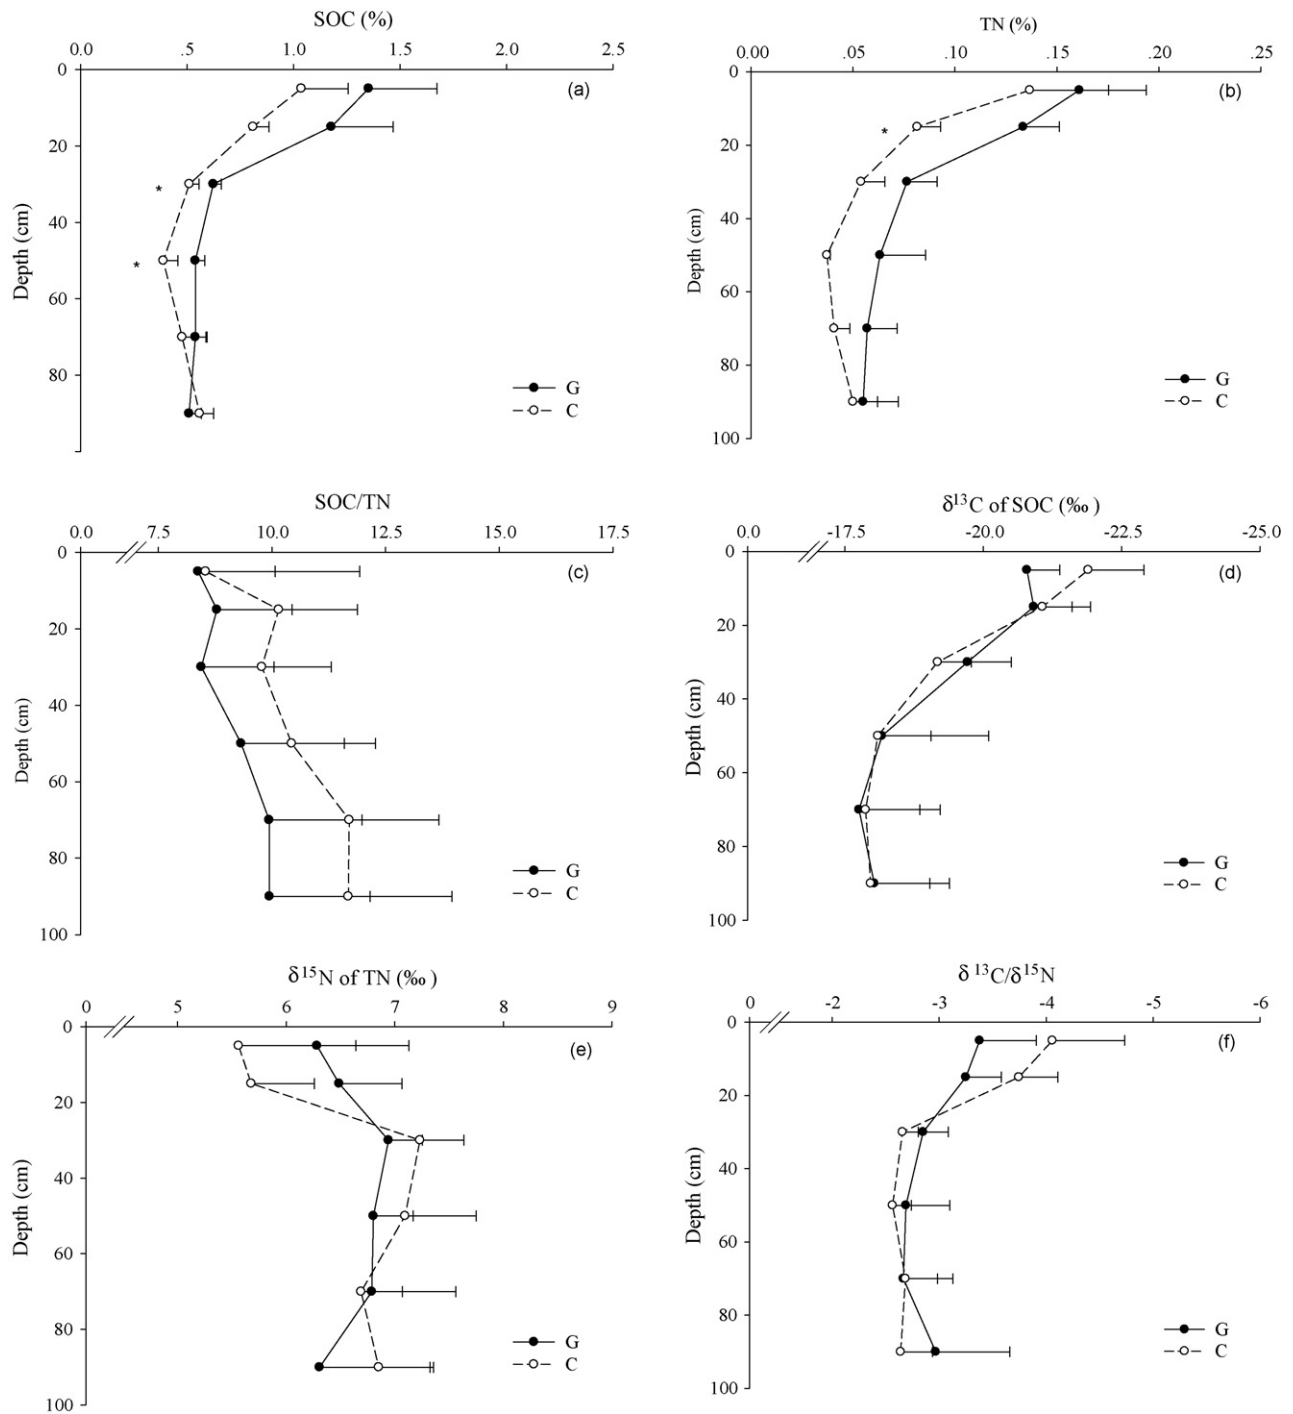 SOC (%)
0.0 .5 1.0 1.5 2.0 2.5
0
20
40
60
80
Depth (cm)
(a)
*
*
G
C
TN (%)
0.00 .05 .10 .15 .20 .25
0
20
40
60
80
100
Depth (cm)
(b)
*
G
C
SOC/TN
0.0 7.5 10.0 12.5 15.0 17.5
0
20
40
60
80
100
Depth (cm)
(c)
G
C
δ¹³C of SOC (‰ )
0.0 -17.5 -20.0 -22.5 -25.0
0
20
40
60
80
100
Depth (cm)
(d)
G
C
δ¹⁵N of TN (‰ )
0 5 6 7 8 9
0
20
40
60
80
100
Depth (cm)
(e)
G
C
δ ¹³C/δ¹⁵N
0 -2 -3 -4 -5 -6
0
20
40
60
80
100
Depth (cm)
(f)
G
C